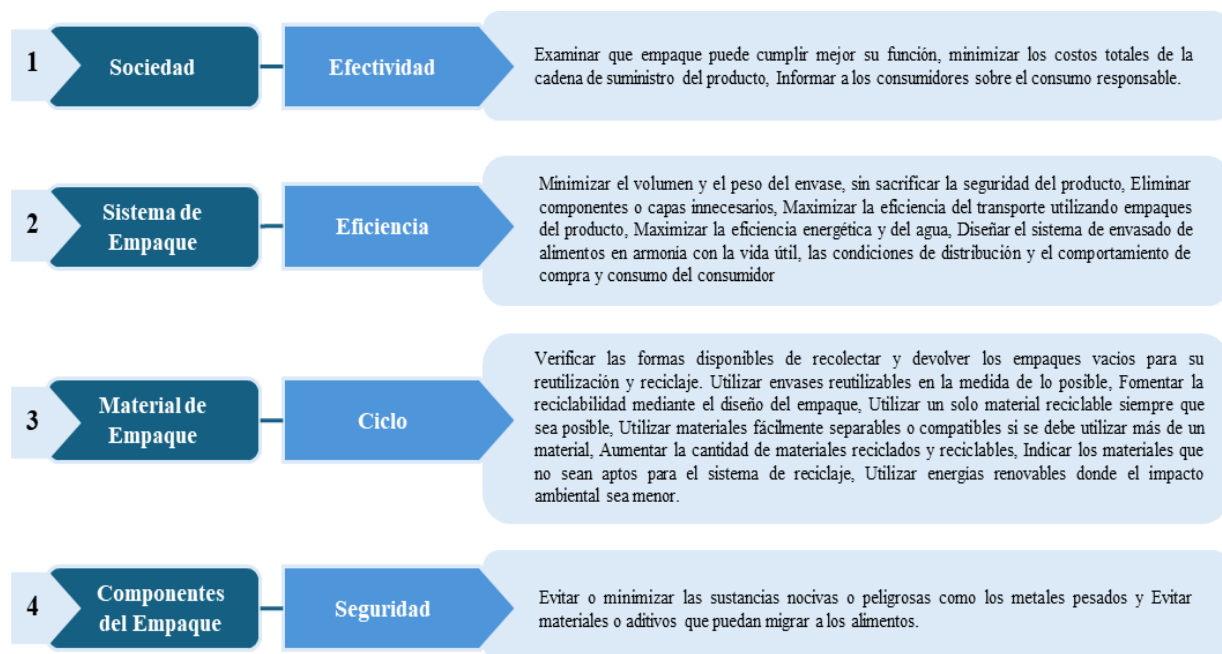 1
Sociedad
Efectividad
Examinar que empaque puede cumplir mejor su función, minimizar los costos totales de la
cadena de suministro del producto, Informar a los consumidores sobre el consumo responsable.
2
Sistema de
Empaque
Eficiencia
Minimizar el volumen y el peso del envase, sin sacrificar la seguridad del producto, Eliminar
componentes o capas innecesarios, Maximizar la eficiencia del transporte utilizando empaques
del producto, Maximizar la eficiencia energética y del agua, Diseñar el sistema de envasado de
alimentos en armonía con la vida útil, las condiciones de distribución y el comportamiento de
compra y consumo del consumidor
3
Material de
Empaque
Ciclo
Verificar las formas disponibles de recolectar y devolver los empaques vacíos para su
reutilización y reciclaje. Utilizar envases reutilizables en la medida de lo posible, Fomentar la
reciclabilidad mediante el diseño del empaque, Utilizar un solo material reciclable siempre que
sea posible, Utilizar materiales fácilmente separables o compatibles si se debe utilizar más de un
material, Aumentar la cantidad de materiales reciclados y reciclables, Indicar los materiales que
no sean aptos para el sistema de reciclaje, Utilizar energías renovables donde el impacto
ambiental sea menor.
4
Componentes
del Empaque
Seguridad
Evitar o minimizar las sustancias nocivas o peligrosas como los metales pesados y Evitar
materiales o aditivos que puedan migrar a los alimentos.